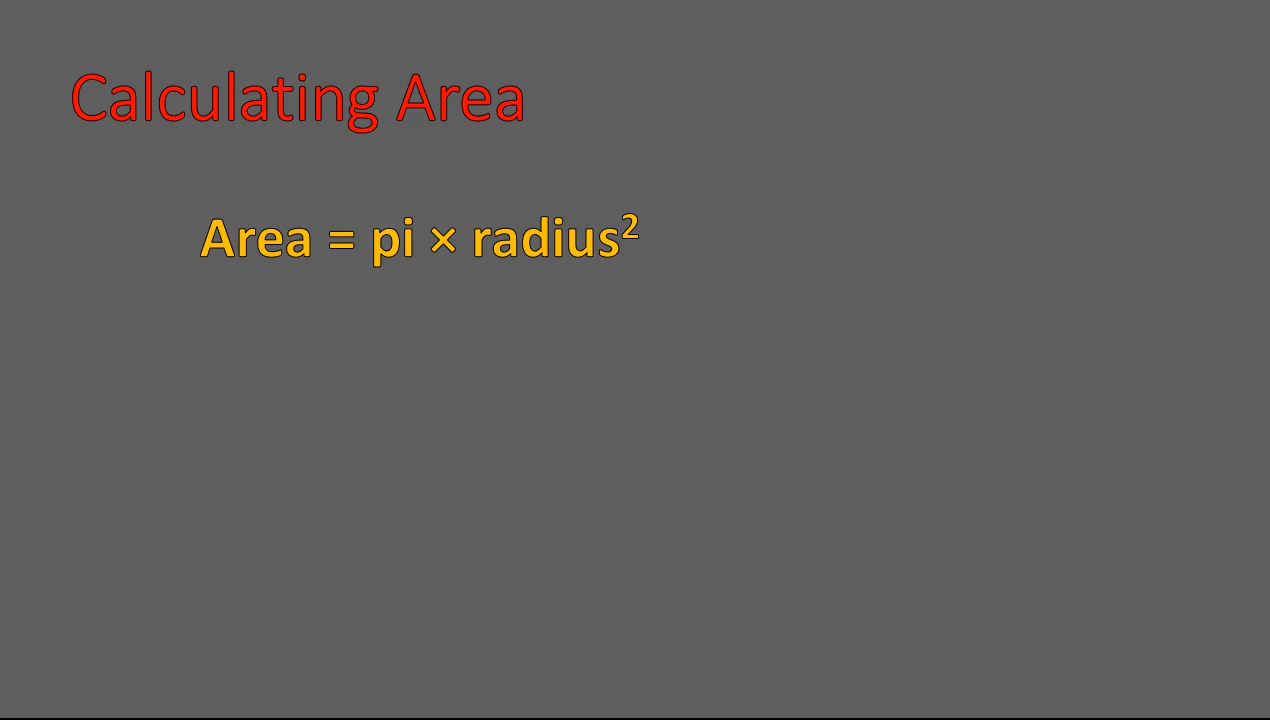 Calculating Area
Area = pi × radius²